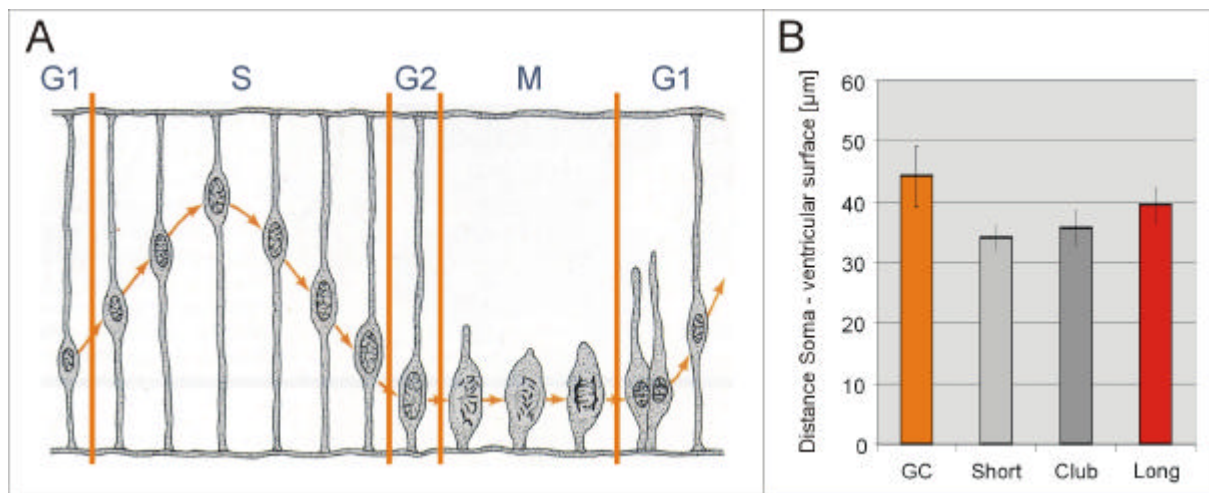 A
G1 S G2 M G1
B
Distance Soma - ventricular surface [µm]
60
50
40
30
20
10
0
GC Short Club Long